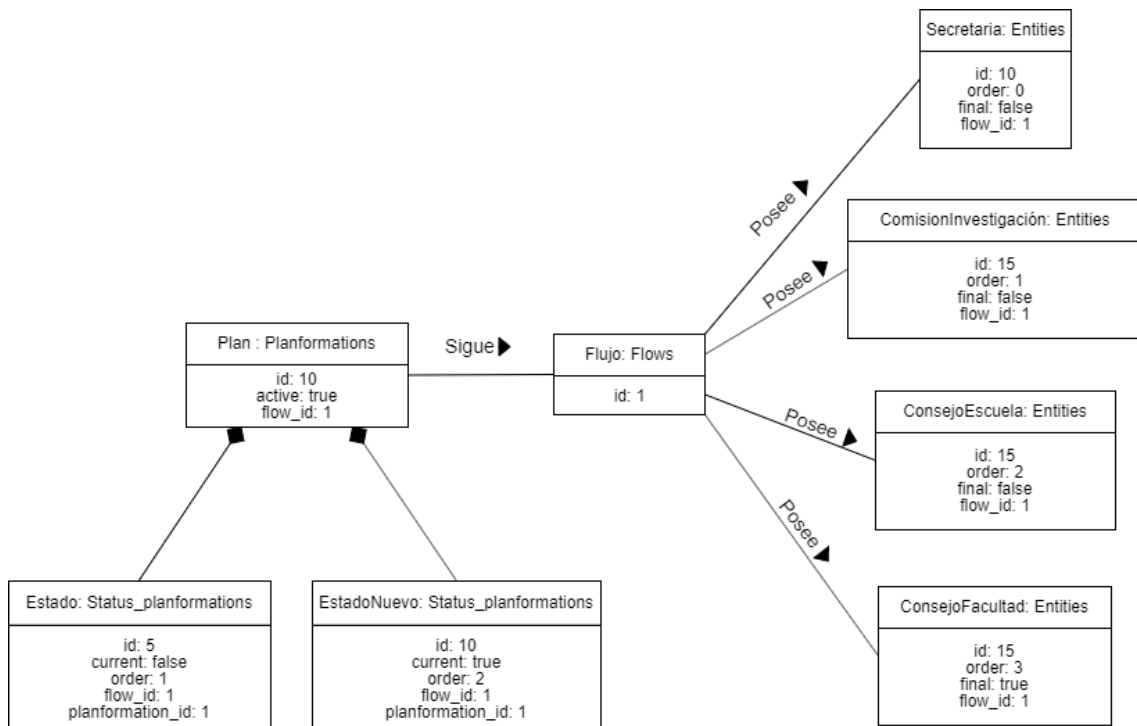 Secretaria: Entities
id: 10
order: 0
final: false
flow_id: 1
Posee
ComisionInvestigación: Entities
id: 15
order: 1
final: false
flow_id: 1
Posee
Plan : Planformations
id: 10
active: true
flow_id: 1
Sigue
Flujo: Flows
id: 1
Posee
ConsejoEscuela: Entities
id: 15
order: 2
final: false
flow_id: 1
Posee
ConsejoFacultad: Entities
id: 15
order: 3
final: true
flow_id: 1
Estado: Status_planformations
id: 5
current: false
order: 1
flow_id: 1
planformation_id: 1
EstadoNuevo: Status_planformations
id: 10
current: true
order: 2
flow_id: 1
planformation_id: 1